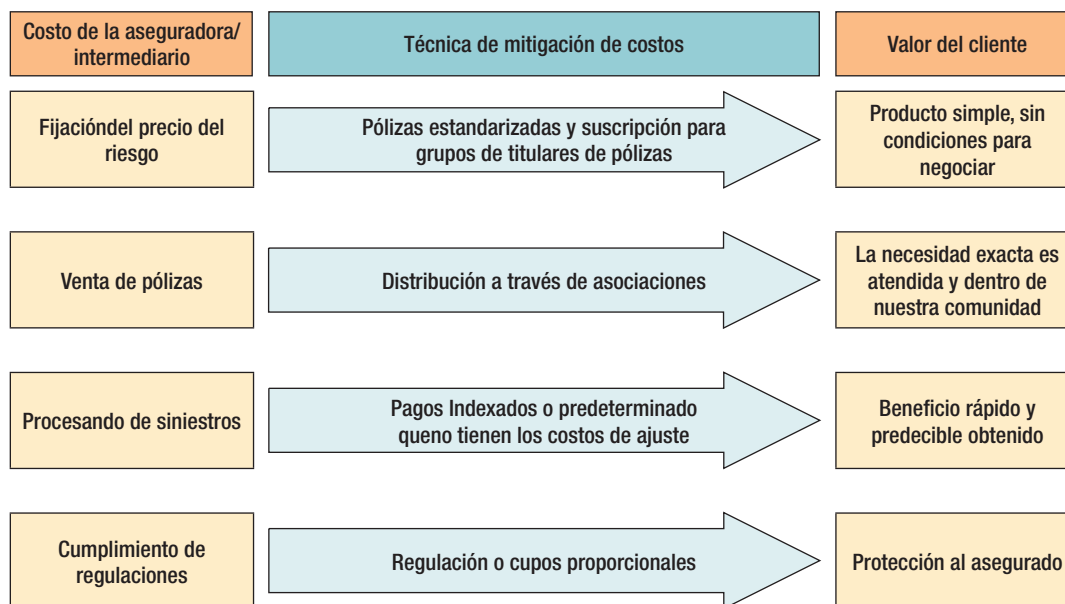 Costo de la aseguradora/
intermediario
Técnica de mitigación de costos
Valor del cliente
Fijacióndel precio del
riesgo
Pólizas estandarizadas y suscripción para
grupos de titulares de pólizas
Producto simple, sin
condiciones para
negociar
Venta de pólizas
Distribución a través de asociaciones
La necesidad exacta es
atendida y dentro de
nuestra comunidad
Procesando de siniestros
Pagos Indexados o predeterminado
queno tienen los costos de ajuste
Beneficio rápido y
predecible obtenido
Cumplimiento de
regulaciones
Regulación o cupos proporcionales
Protección al asegurado